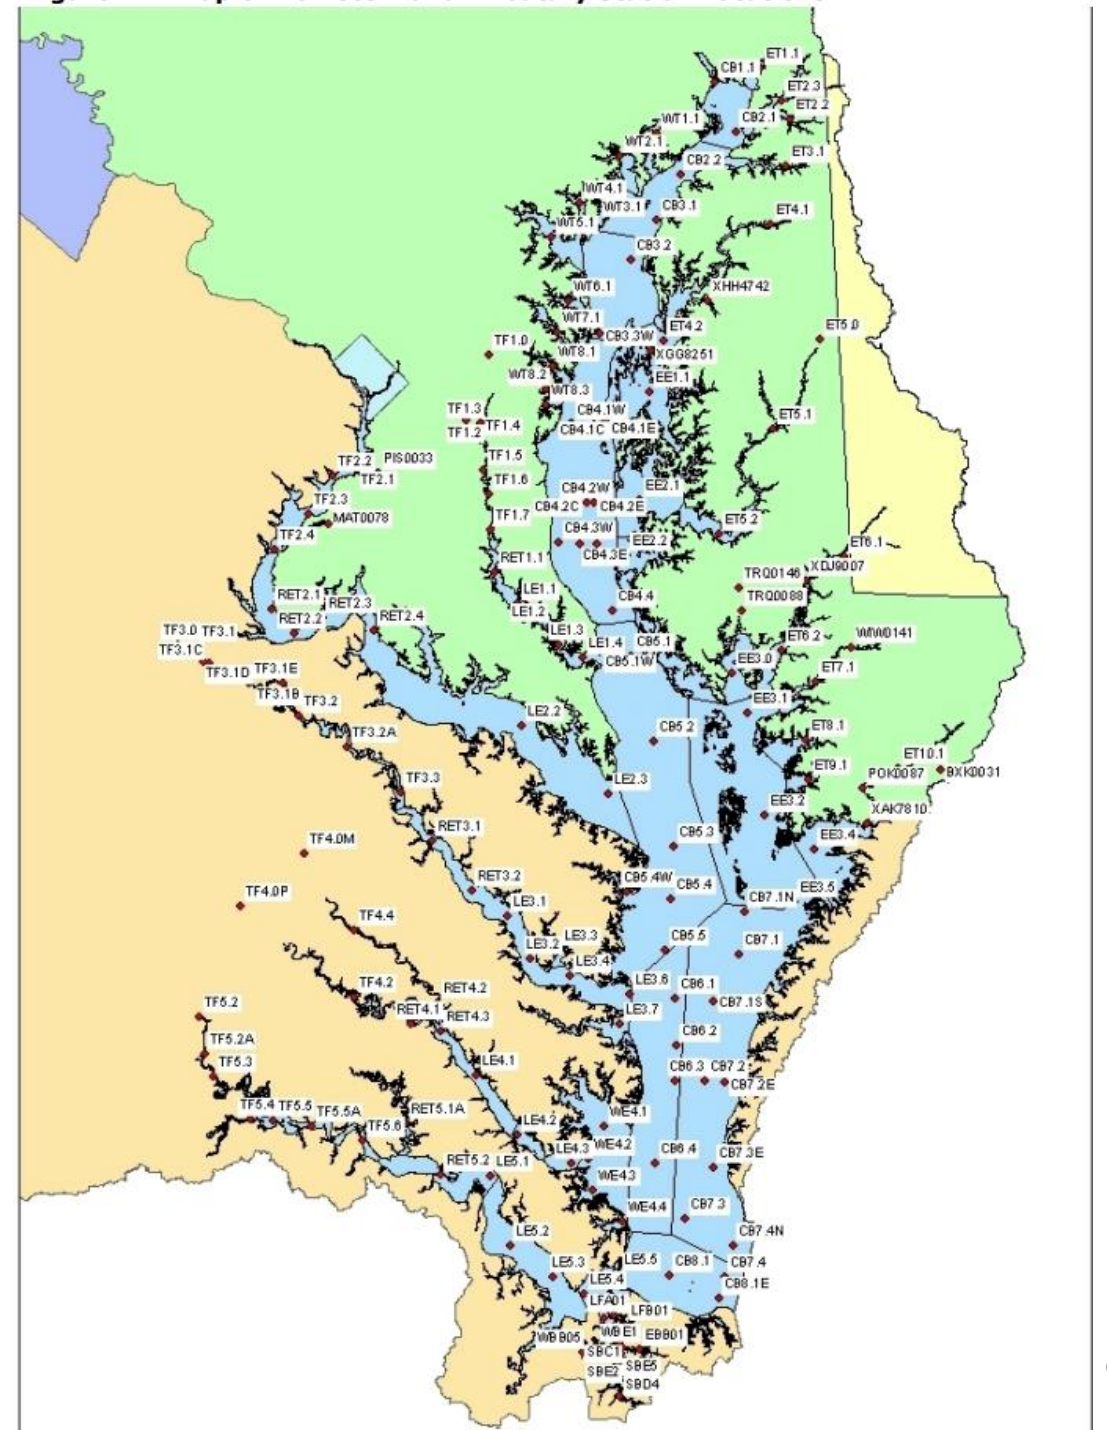 ET1.1
CB1.1
ET2.3
ET2.2
CB2.1
WT1.1
WT2.1
ET3.1
CB2.2
WT4.1
WT3.1
CB3.1
ET4.1
WT5.1
CB3.2
WT6.1
XHH4742
WT7.1
CB3.3W
ET4.2
ET5.0
TF1.0
WT8.1
XGG8251
WT8.2
EE1.1
WT8.3
TF1.3
CB4.1W
ET5.1
TF1.2
TF1.4
CB4.1C
CB4.1E
TF2.2
PIS0033
TF1.5
TF2.1
TF1.6
CB4.2W
EE2.1
TF2.3
CB4.2C
CB4.2E
MAT0078
TF1.7
ET5.2
CB4.3W
TF2.4
EE2.2
ET6.1
RET1.1
CB4.3E
XDJ9007
TRQ0146
LE1.1
RET2.1
RET2.3
TRQ0088
LE1.2
CB4.4
RET2.2
RET2.4
TF3.0
TF3.1
LE1.3
LE1.4
CB5.1
ET6.2
WIW0141
TF3.1C
CB5.1W
EE3.0
ET7.1
TF3.1D
TF3.1E
TF3.1B
TF3.2
EE3.1
LE2.2
TF3.2A
CB5.2
ET8.1
ET10.1
TF3.3
LE2.3
ET9.1
POK0087
BXK0031
EE3.2
XAK7810
RET3.1
CB5.3
EE3.4
TF4.0M
RET3.2
CB5.4W
CB5.4
EE3.5
TF4.0P
LE3.1
CB7.1N
TF4.4
LE3.2
LE3.3
CB5.5
CB7.1
LE3.4
TF4.2
RET4.2
LE3.6
CB6.1
CB7.1S
TF5.2
RET4.1
RET4.3
LE3.7
CB6.2
TF5.2A
TF5.3
LE4.1
CB6.3
CB7.2
CB7.2E
TF5.4
TF5.5
TF5.5A
RET5.1A
WE4.1
TF5.6
LE4.2
WE4.2
RET5.2
LE5.1
LE4.3
CB6.4
CB7.3E
WE4.3
WE4.4
CB7.3
LE5.2
CB7.4N
LE5.3
LE5.5
CB8.1
CB7.4
LE5.4
CB8.1E
LFA01
LFB01
WBB05
WBE1
EBB01
SBC1
SBE2
SBE5
SBD4